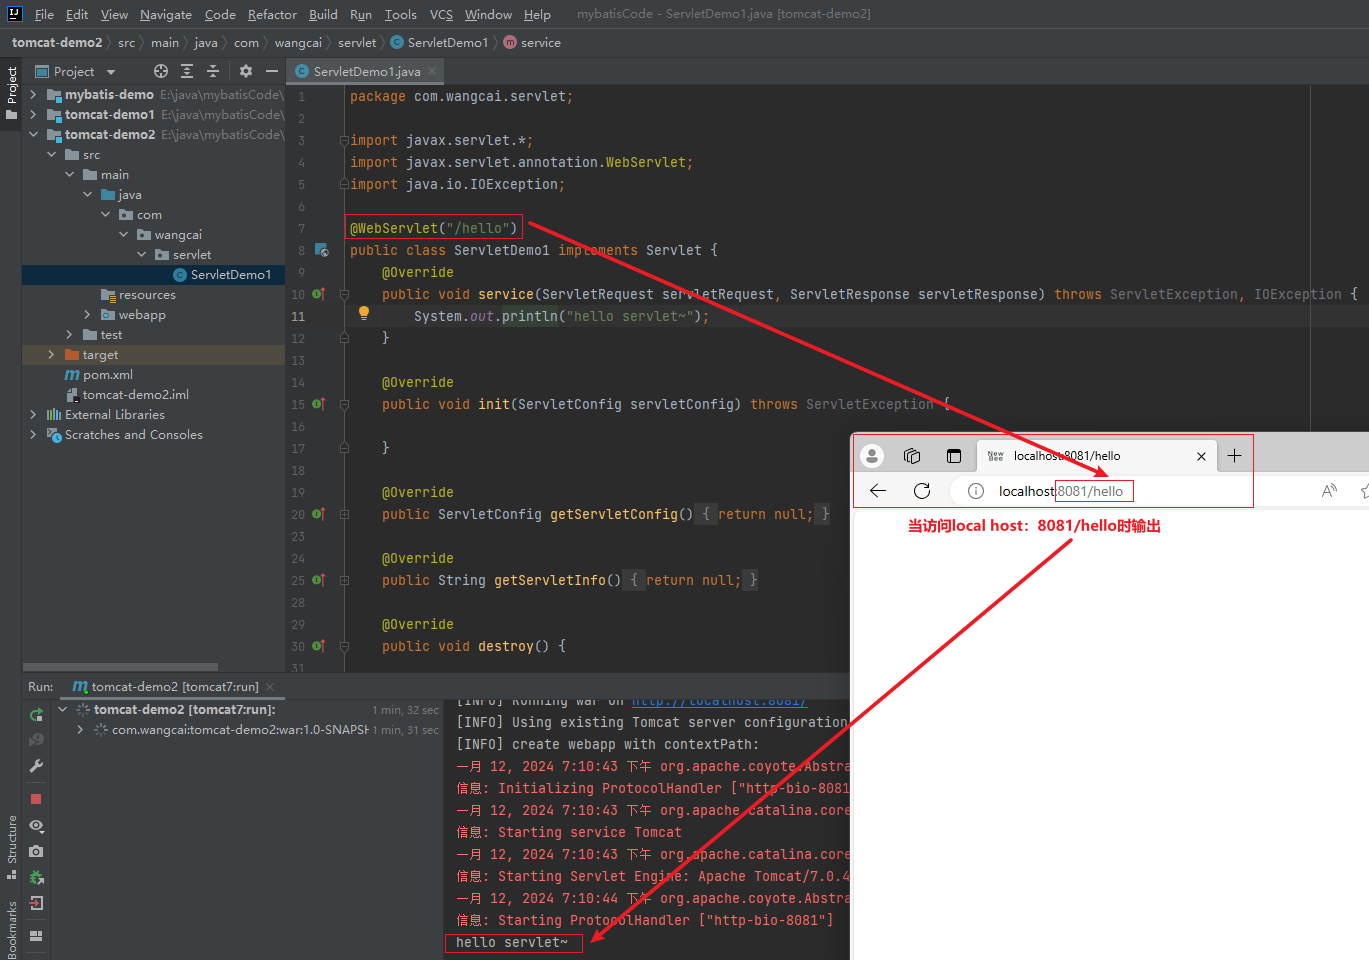 File Edit View Navigate Code Refactor Build Run Tools VCS Window Help mybatisCode - ServletDemo1.java [tomcat-demo2]
tomcat-demo2 src main java com wangcai servlet ServletDemo1 service
Project
Project
ServletDemo1.java
mybatis-demo E:\java\mybatisCode\
tomcat-demo1 E:\java\mybatisCode\
tomcat-demo2 E:\java\mybatisCode\
src
main
java
com
wangcai
servlet
ServletDemo1
resources
webapp
test
target
pom.xml
tomcat-demo2.iml
External Libraries
Scratches and Consoles
1 package com.wangcai.servlet;
2
3 import javax.servlet.*;
4 import javax.servlet.annotation.WebServlet;
5 import java.io.IOException;
6
7 @WebServlet("/hello")
8 public class ServletDemo1 implements Servlet {
9 @Override
10 public void service(ServletRequest servletRequest, ServletResponse servletResponse) throws ServletException, IOException {
11 System.out.println("hello servlet~");
12 }
13
14 @Override
15 public void init(ServletConfig servletConfig) throws ServletException {
16
17 }
18
19 @Override
20 public ServletConfig getServletConfig() { return null; }
23
24 @Override
25 public String getServletInfo() { return null; }
28
29 @Override
30 public void destroy() {
31
New Bee localhost:8081/hello
localhost:8081/hello
当访问local host：8081/hello时输出
Run: tomcat-demo2 [tomcat7:run]
tomcat-demo2 [tomcat7:run]: 1 min, 32 sec
com.wangcai:tomcat-demo2:war:1.0-SNAPSH 1 min, 31 sec
[INFO] Running war on http://localhost:8081/
[INFO] Using existing Tomcat server configuration
[INFO] create webapp with contextPath:
一月 12, 2024 7:10:43 下午 org.apache.coyote.Abstra
信息: Initializing ProtocolHandler ["http-bio-8081
一月 12, 2024 7:10:43 下午 org.apache.catalina.core
信息: Starting service Tomcat
一月 12, 2024 7:10:43 下午 org.apache.catalina.core
信息: Starting Servlet Engine: Apache Tomcat/7.0.4
一月 12, 2024 7:10:44 下午 org.apache.coyote.Abstra
信息: Starting ProtocolHandler ["http-bio-8081"]
hello servlet~
Structure
Bookmarks